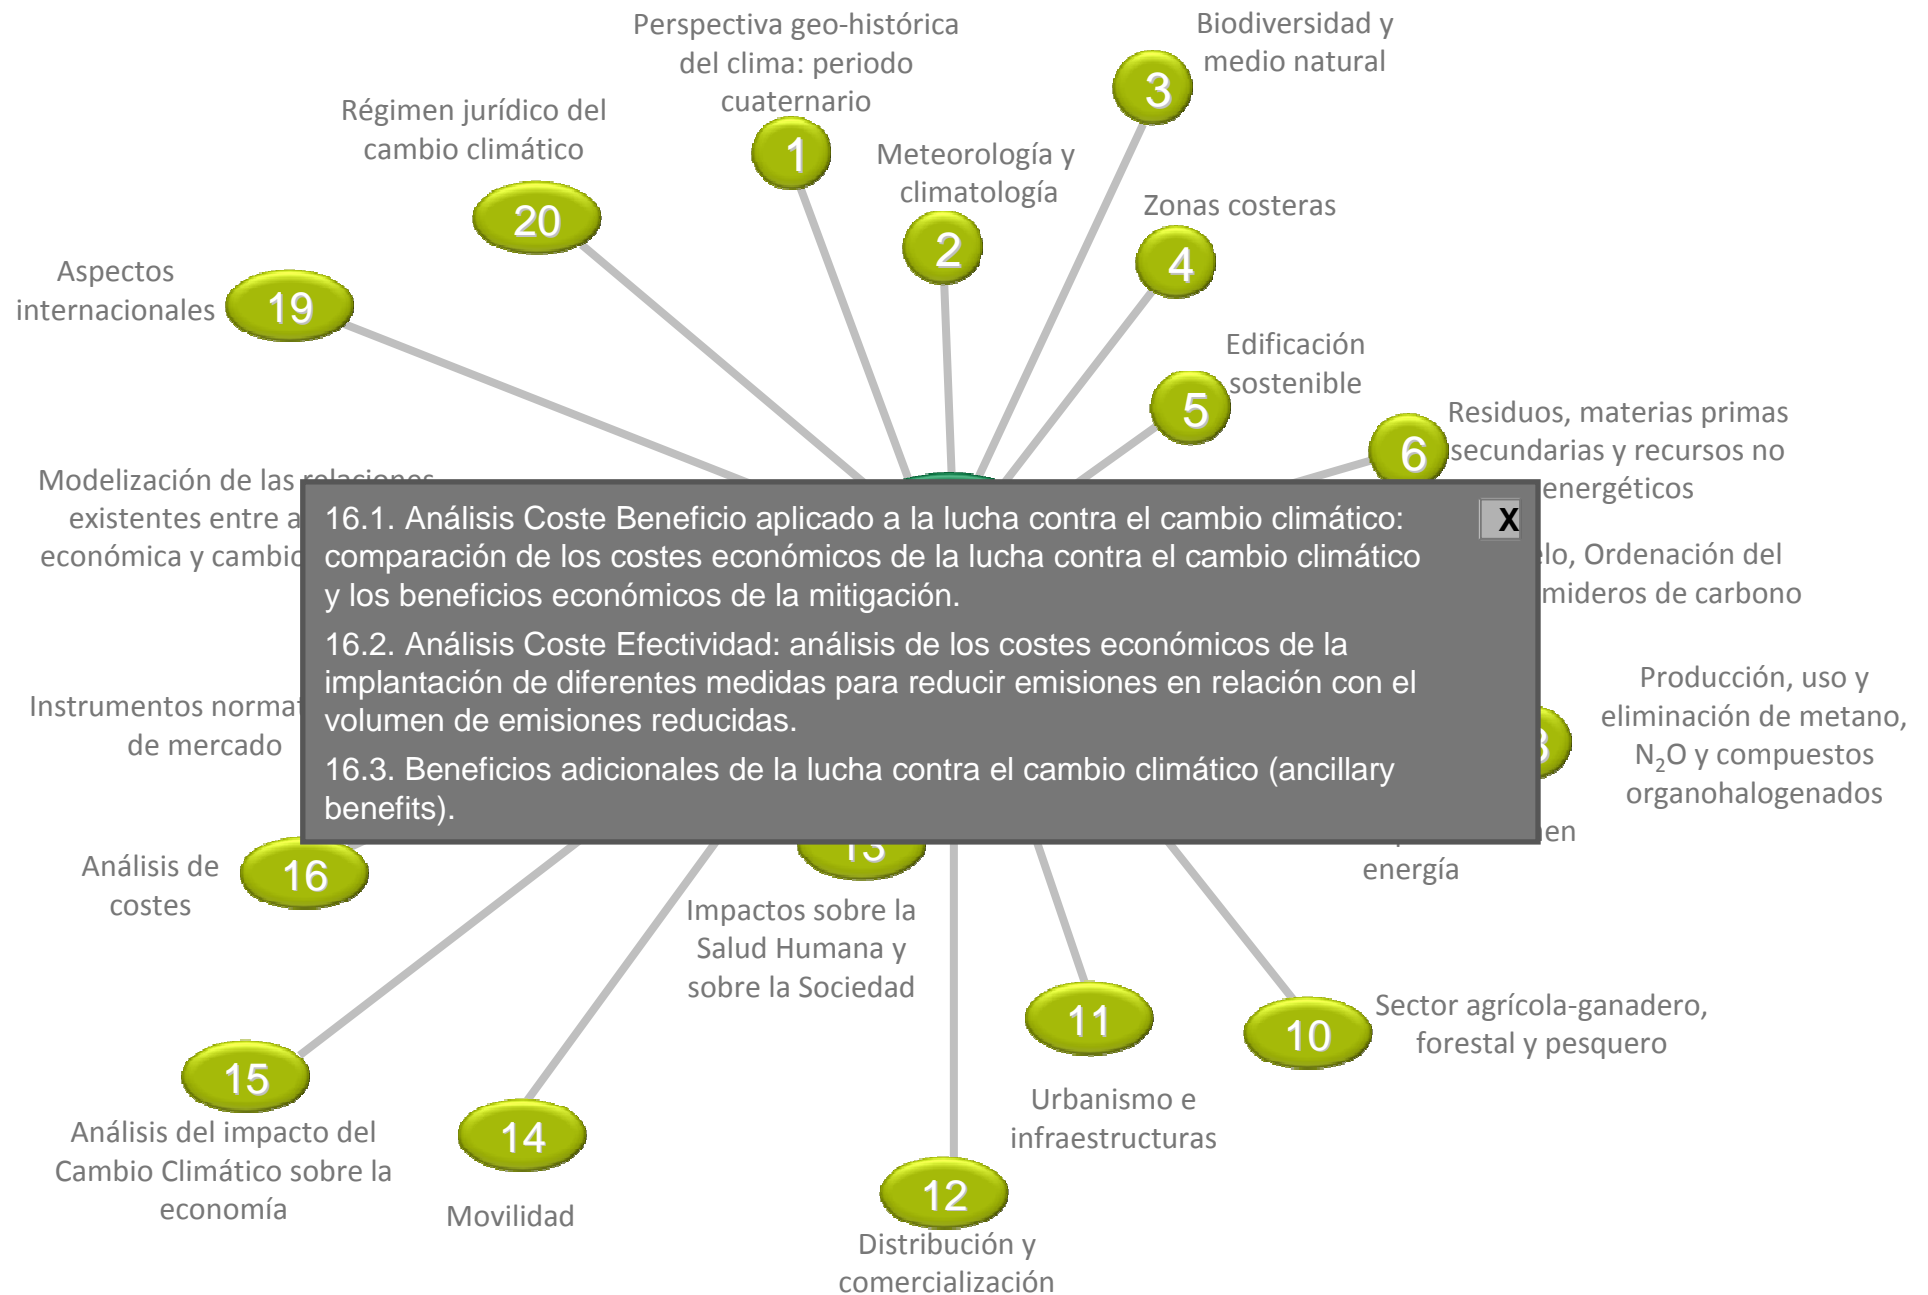 Perspectiva geo-histórica
del clima: periodo
cuaternario
1
Biodiversidad y
medio natural
3
Régimen jurídico del
cambio climático
20
Meteorología y
climatología
2
Zonas costeras
4
Aspectos
internacionales
19
Edificación
sostenible
5
6
Residuos, materias primas
secundarias y recursos no
energéticos
Modelización de las relaciones
existentes entre
económica y
16.1. Análisis Coste Beneficio aplicado a la lucha contra el cambio climático:
comparación de los costes económicos de la lucha contra el cambio climático
y los beneficios económicos de la mitigación.
16.2. Análisis Coste Efectividad: análisis de los costes económicos de la
implantación de diferentes medidas para reducir emisiones en relación con el
volumen de emisiones reducidas.
16.3. Beneficios adicionales de la lucha contra el cambio climático (ancillary
benefits).
X
Ordenación del
de carbono
Instrumentos
de mercado
Producción, uso y
eliminación de metano,
N₂O y compuestos
organohalogenados
energía
Análisis de
costes
16
13
Impactos sobre la
Salud Humana y
sobre la Sociedad
11
Urbanismo e
infraestructuras
10
Sector agrícola-ganadero,
forestal y pesquero
15
Análisis del impacto del
Cambio Climático sobre la
economía
14
Movilidad
12
Distribución y
comercialización